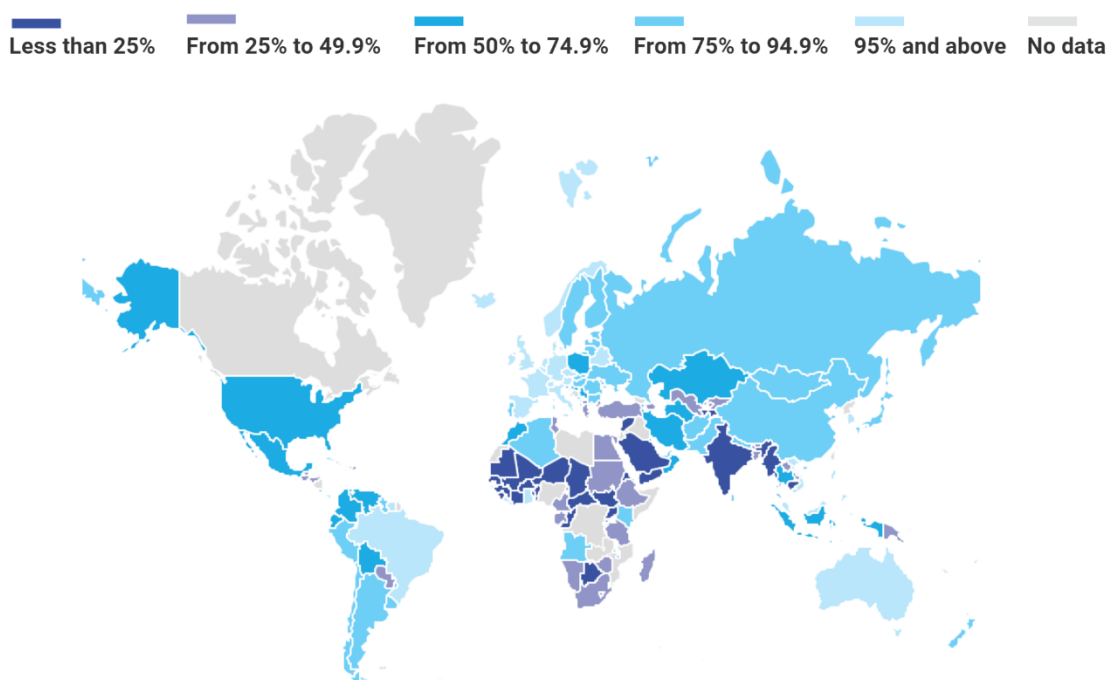 Less than 25% From 25% to 49.9% From 50% to 74.9% From 75% to 94.9% 95% and above No data